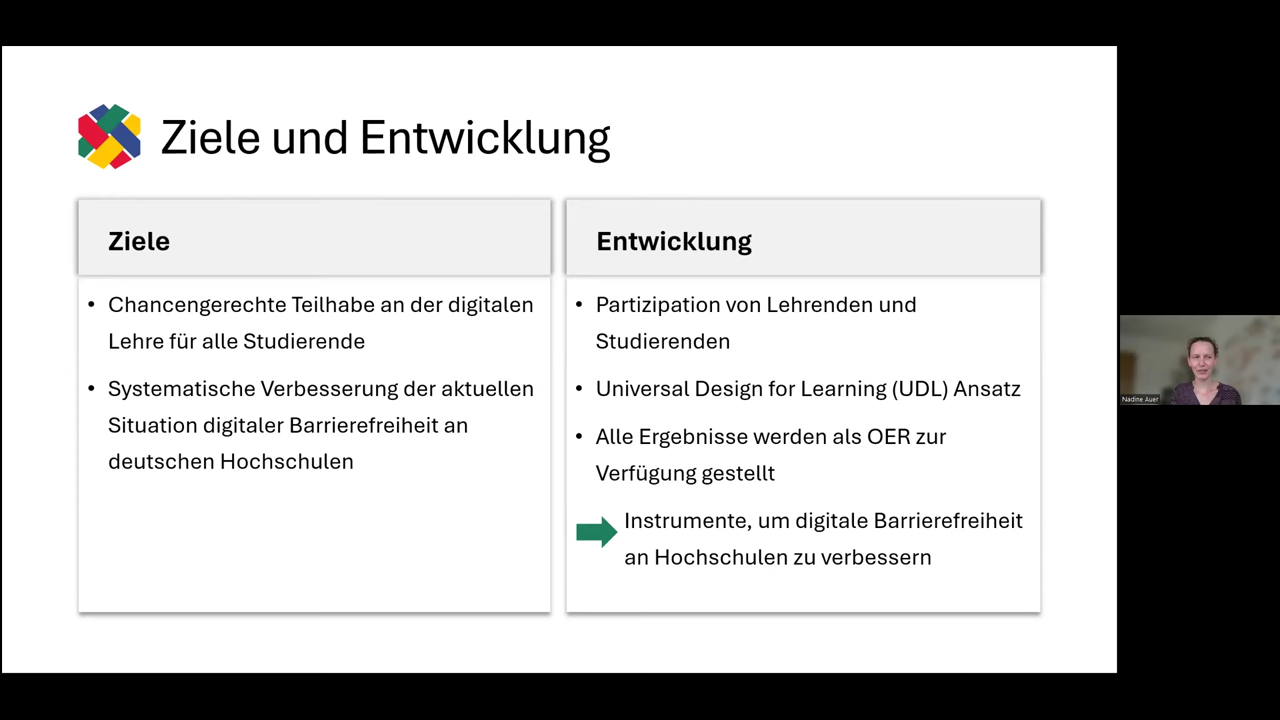 Ziele und Entwicklung
Ziele
• Chancengerechte Teilhabe an der digitalen
Lehre für alle Studierende
• Systematische Verbesserung der aktuellen
Situation digitaler Barrierefreiheit an
deutschen Hochschulen
Entwicklung
• Partizipation von Lehrenden und
Studierenden
• Universal Design for Learning (UDL) Ansatz
• Alle Ergebnisse werden als OER zur
Verfügung gestellt
Instrumente, um digitale Barrierefreiheit
an Hochschulen zu verbessern
Nadine Auer